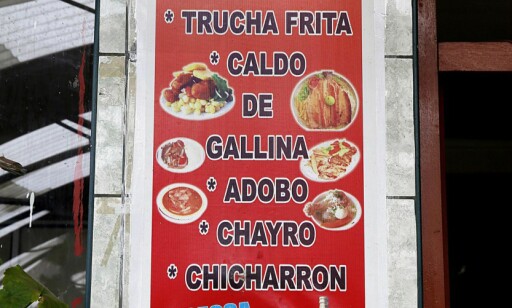 * TRUCHA FRITA
* CALDO
DE
GALLINA
* ADOBO
* CHAYRO
* CHICHARRON